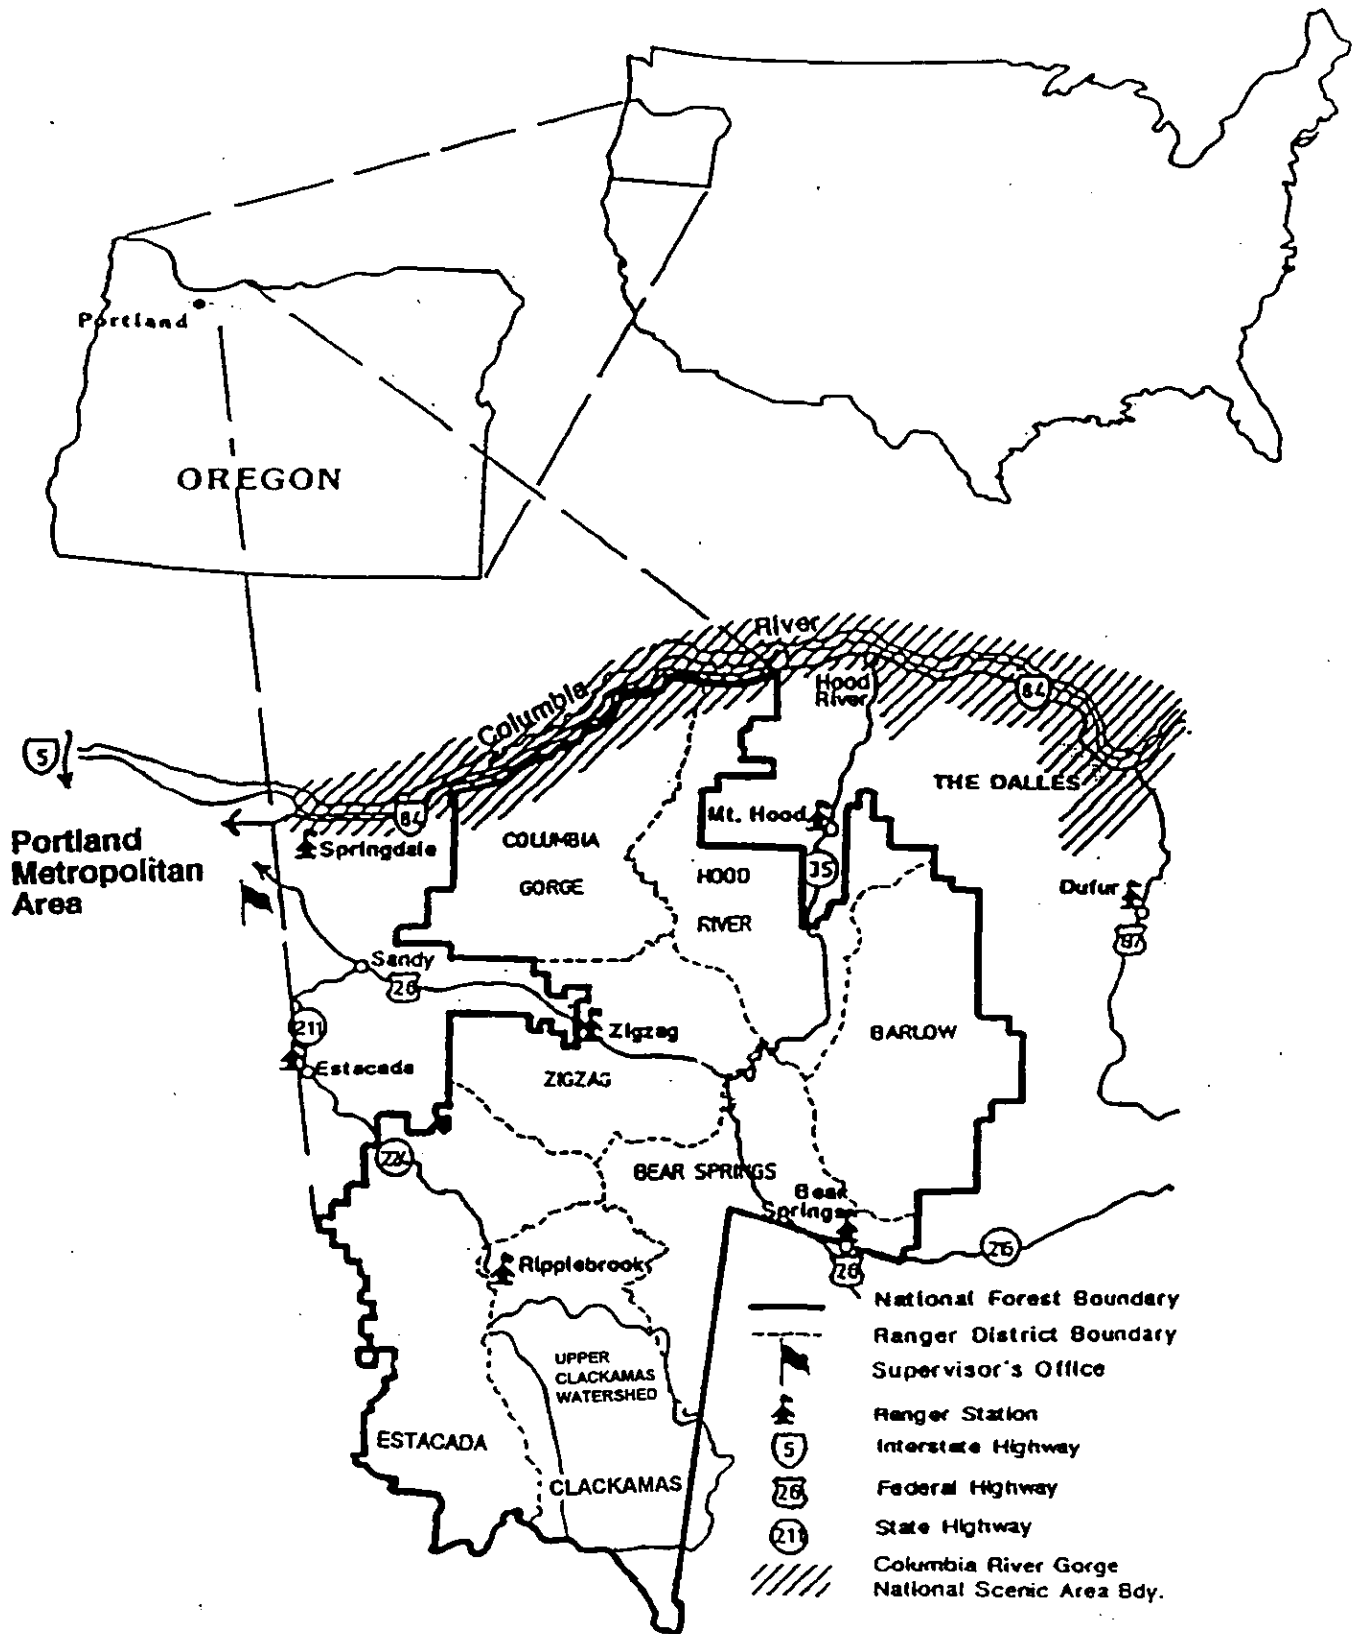 Portland
OREGON
River
Columbia
Hood
River
84
5
THE DALLES
Portland
Metropolitan
Area
84
Springdale
COLUMBIA
GORGE
Mt. Hood
HOOD
RIVER
35
Dufur
Sandy
26
211
Zigzag
BARLOW
Estacada
ZIGZAG
BEAR SPRINGS
Bear
Springs
Ripplebrook
26
26
UPPER
CLACKAMAS
WATERSHED
ESTACADA
CLACKAMAS
National Forest Boundary
Ranger District Boundary
Supervisor's Office
Ranger Station
5
Interstate Highway
26
Federal Highway
211
State Highway
Columbia River Gorge
National Scenic Area Bdy.